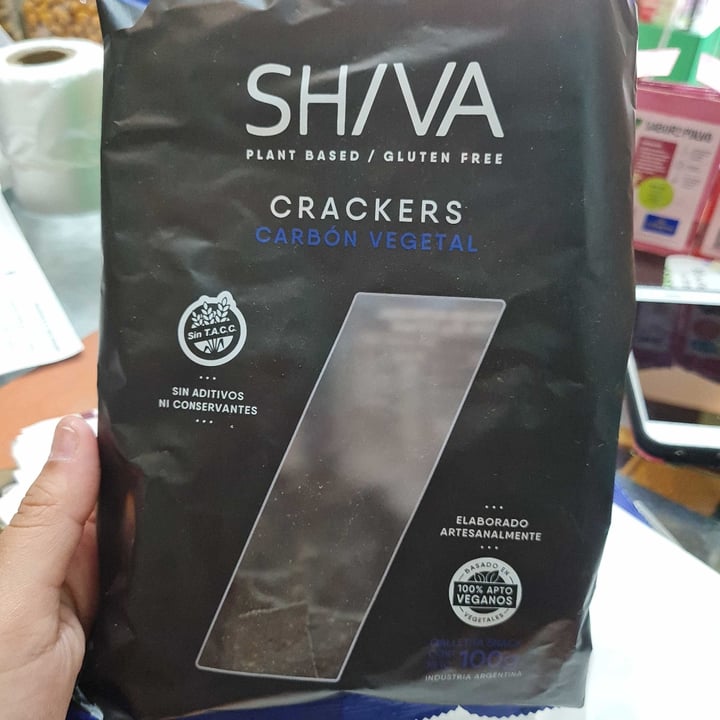 SHIVA
PLANT BASED / GLUTEN FREE
CRACKERS
CARBÓN VEGETAL
Sin T.A.C.C.
SIN ADITIVOS
NI CONSERVANTES
ELABORADO
ARTESANALMENTE
BASADO EN
100% APTO
VEGANOS
VEGETALES
100g
INDUSTRIA ARGENTINA